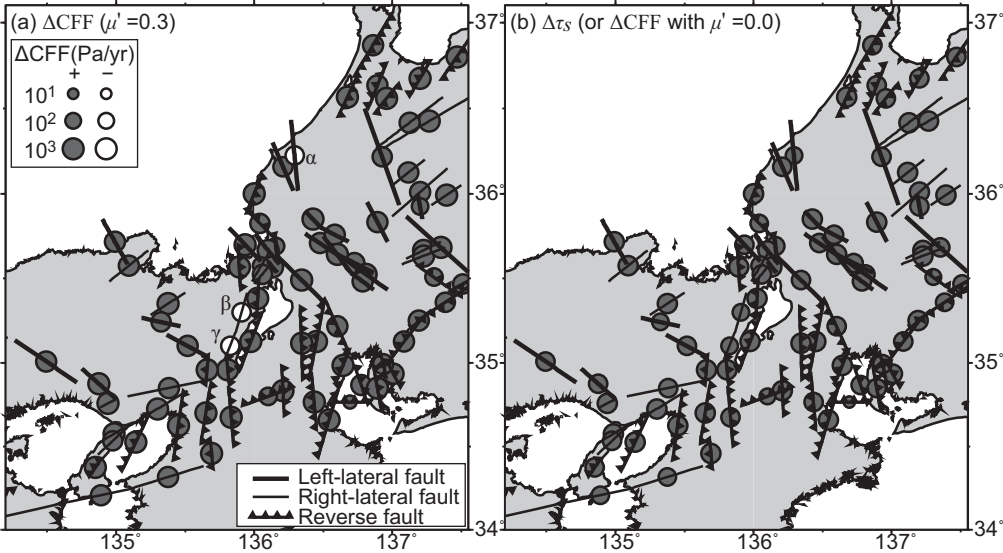 (a) ΔCFF (μ' =0.3)
ΔCFF(Pa/yr)
+ −
10¹
10²
10³
α
β
γ
Left-lateral fault
Right-lateral fault
Reverse fault
37°
36°
35°
34°
135 136 137
(b) ΔτS (or ΔCFF with μ' =0.0)
37°
36°
35°
34°
135 136 137